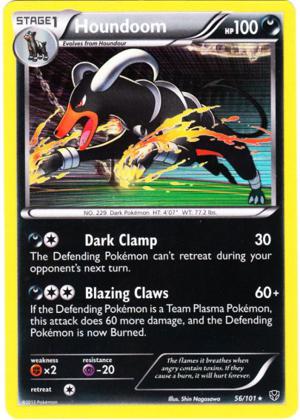 STAGE1 Houndoom HP100
Evolves from Houndour
NO. 229 Dark Pokémon HT: 4'07" WT: 77.2 lbs.
Dark Clamp 30
The Defending Pokémon can't retreat during
your opponent's next turn.
Blazing Claws 60+
If the Defending Pokémon is a Team Plasma Pokémon,
this attack does 60 more damage, and the Defending
Pokémon is now Burned.
weakness resistance
×2 -20
retreat
The flames it breathes when
angry contain toxins. If they
cause a burn, it will hurt forever.
©2013 Pokémon Illus. Shin Nagasawa 56/101